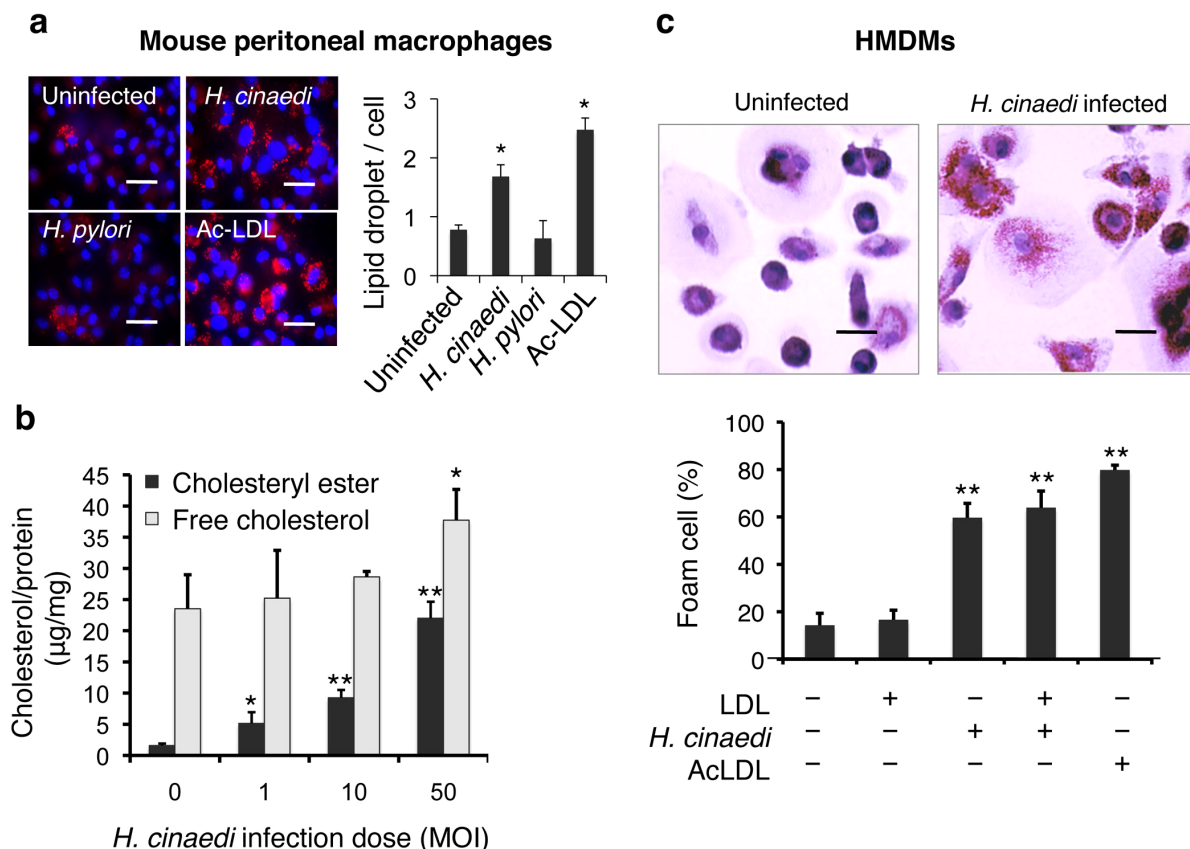 a
Mouse peritoneal macrophages
Uninfected
H. cinaedi
H. pylori
Ac-LDL
Lipid droplet / cell
3
2
1
0
*
*
Uninfected
H. cinaedi
H. pylori
Ac-LDL
b
Cholesterol/protein
(µg/mg)
45
40
35
30
25
20
15
10
5
0
Cholesteryl ester
Free cholesterol
*
**
**
*
0 1 10 50
H. cinaedi infection dose (MOI)
c
HMDMs
Uninfected
H. cinaedi infected
Foam cell (%)
100
80
60
40
20
0
** ** **
LDL – + – + –
H. cinaedi – – + + –
AcLDL – – – – +